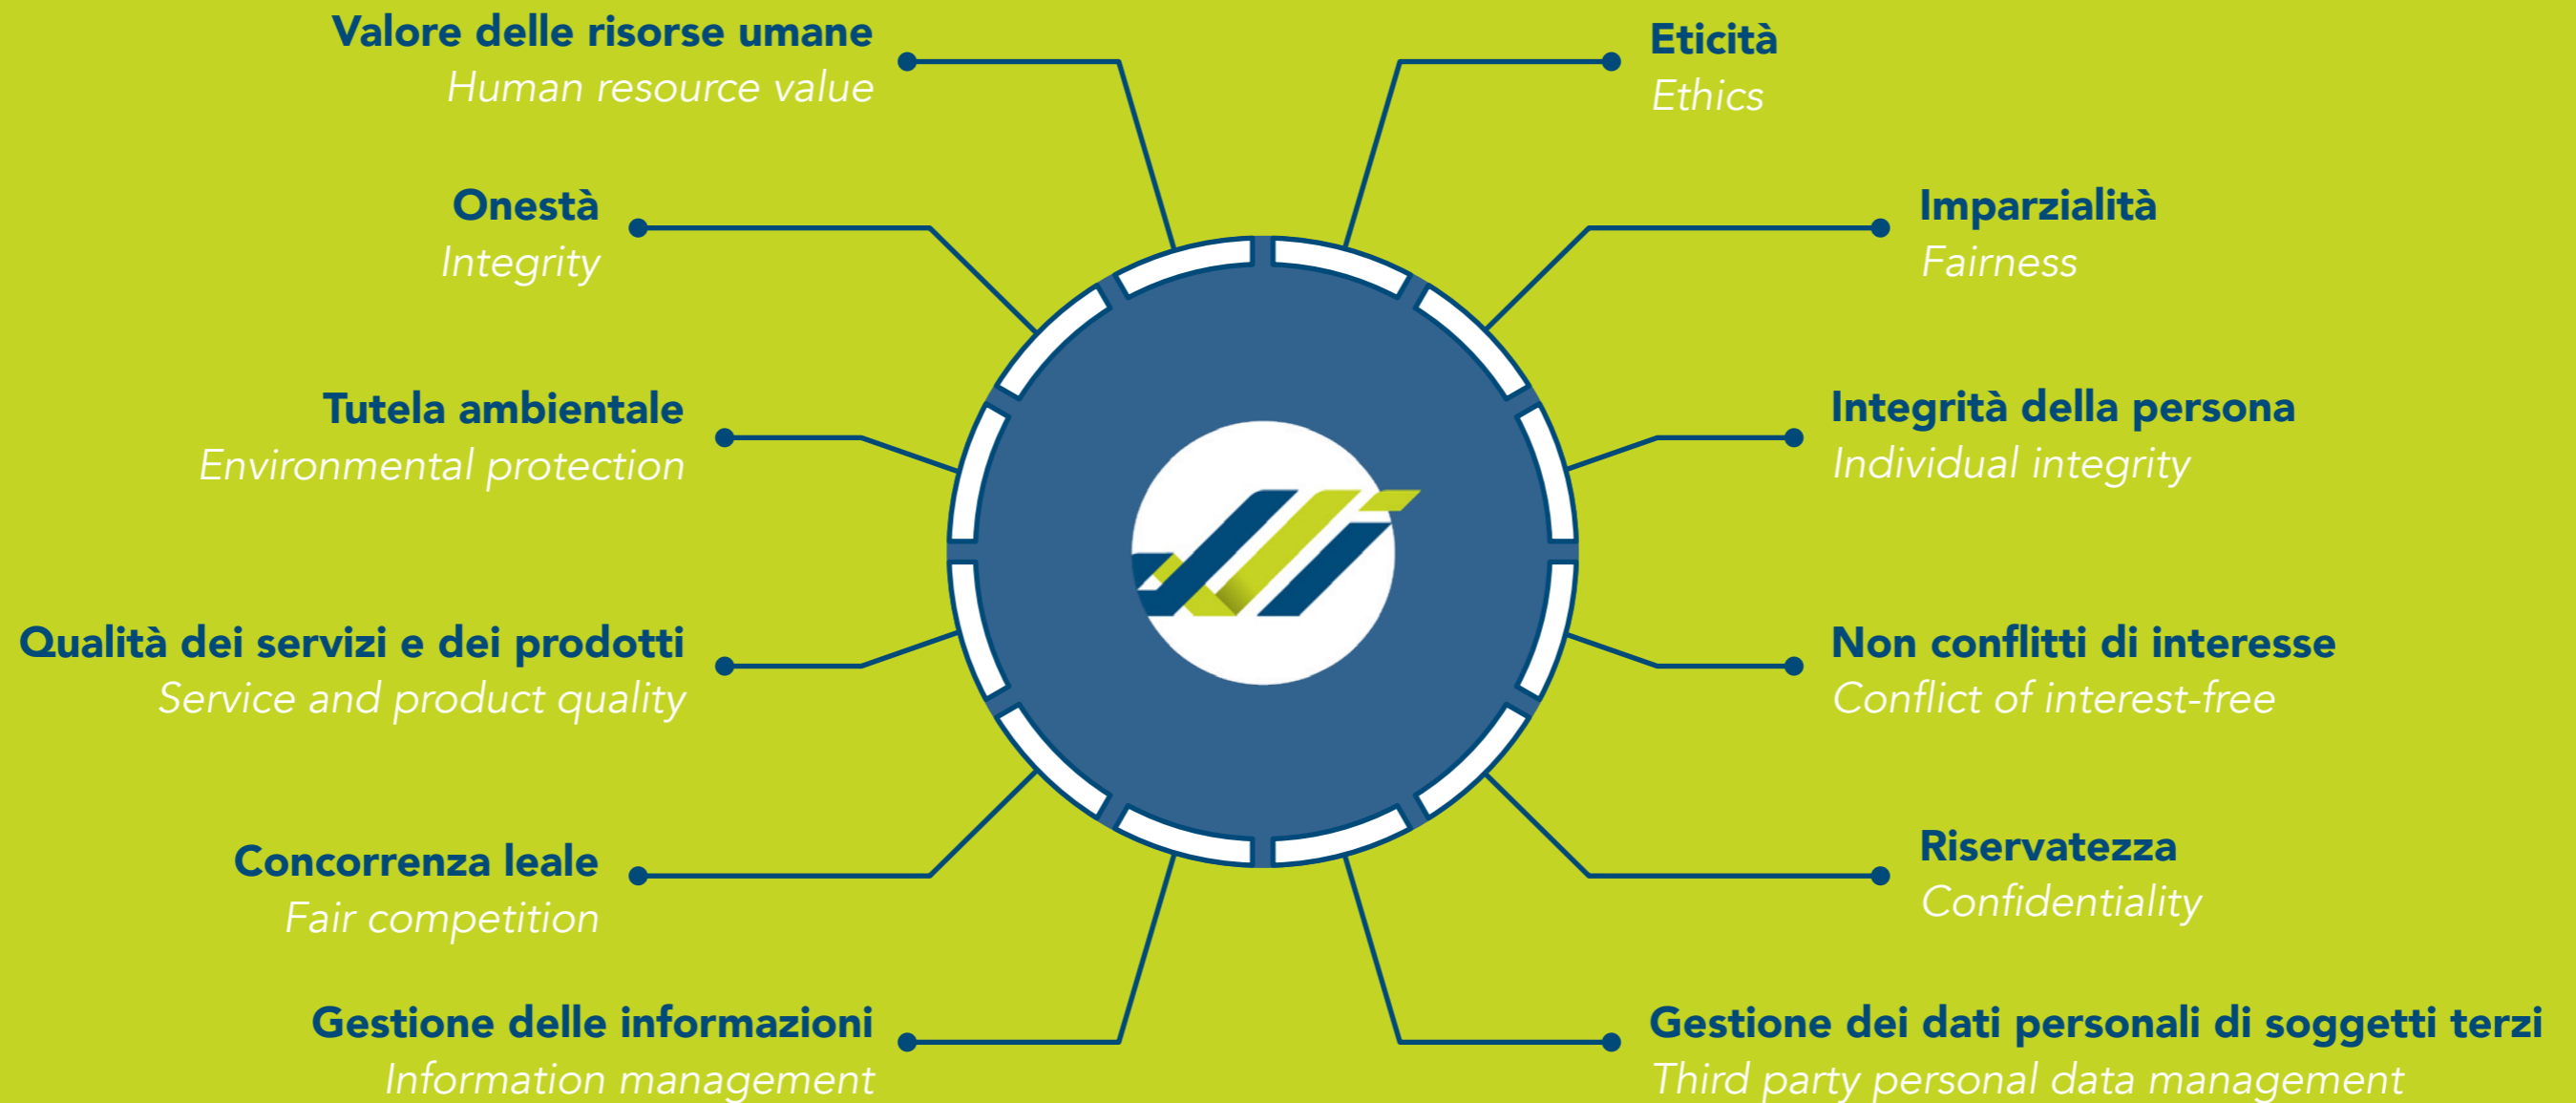 Valore delle risorse umane
Human resource value
Onestà
Integrity
Tutela ambientale
Environmental protection
Qualità dei servizi e dei prodotti
Service and product quality
Concorrenza leale
Fair competition
Gestione delle informazioni
Information management
Eticità
Ethics
Imparzialità
Fairness
Integrità della persona
Individual integrity
Non conflitti di interesse
Conflict of interest-free
Riservatezza
Confidentiality
Gestione dei dati personali di soggetti terzi
Third party personal data management